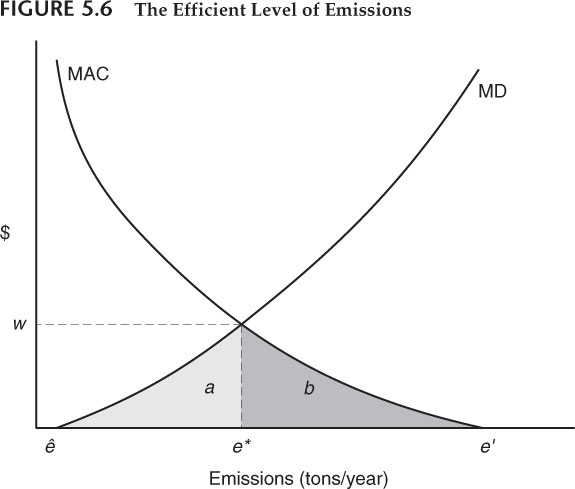 FIGURE 5.6 The Efficient Level of Emissions
MAC
MD
$
w
a
b
ê
e*
e'
Emissions (tons/year)